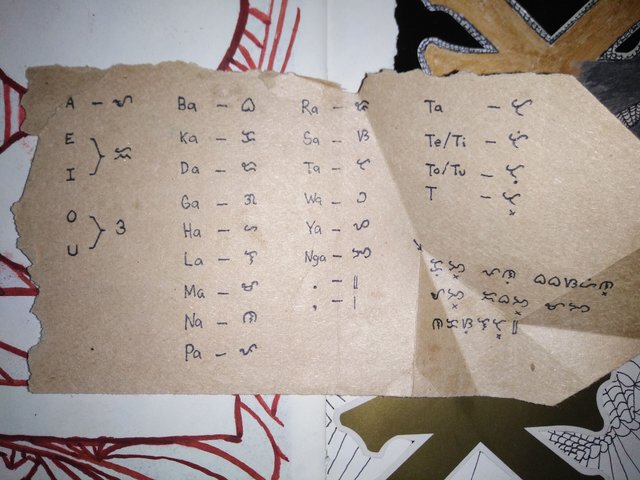 A - ᜀ
E
I
ᜁ
O
U
ᜂ
Ba - ᜊ
Ka - ᜃ
Da - ᜇ
Ga - ᜄ
Ha - ᜑ
La - ᜎ
Ma - ᜋ
Na - ᜈ
Pa - ᜉ
Ra - ᜇ
Sa - ᜐ
Ta - ᜆ
Wa - ᜏ
Ya - ᜌ
Nga - ᜅ
. - ᜶
, - ᜵
Ta - ᜆ
Te/Ti - ᜆᜒ
To/Tu - ᜆᜓ
T - ᜆ᜔